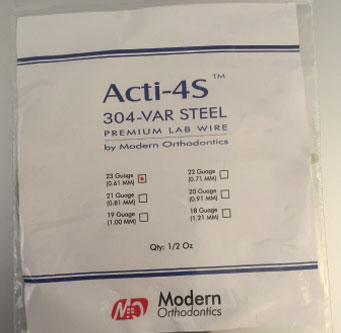 Acti-4S™
304-VAR STEEL
PREMIUM LAB WIRE
by Modern Orthodontics
23 Guage
(0.61 MM)
22 Guage
(0.71 MM)
21 Guage
(0.81 MM)
20 Guage
(0.91 MM)
19 Guage
(1.00 MM)
18 Guage
(1.21 MM)
Qty: 1/2 Oz
MO Modern
Orthodontics